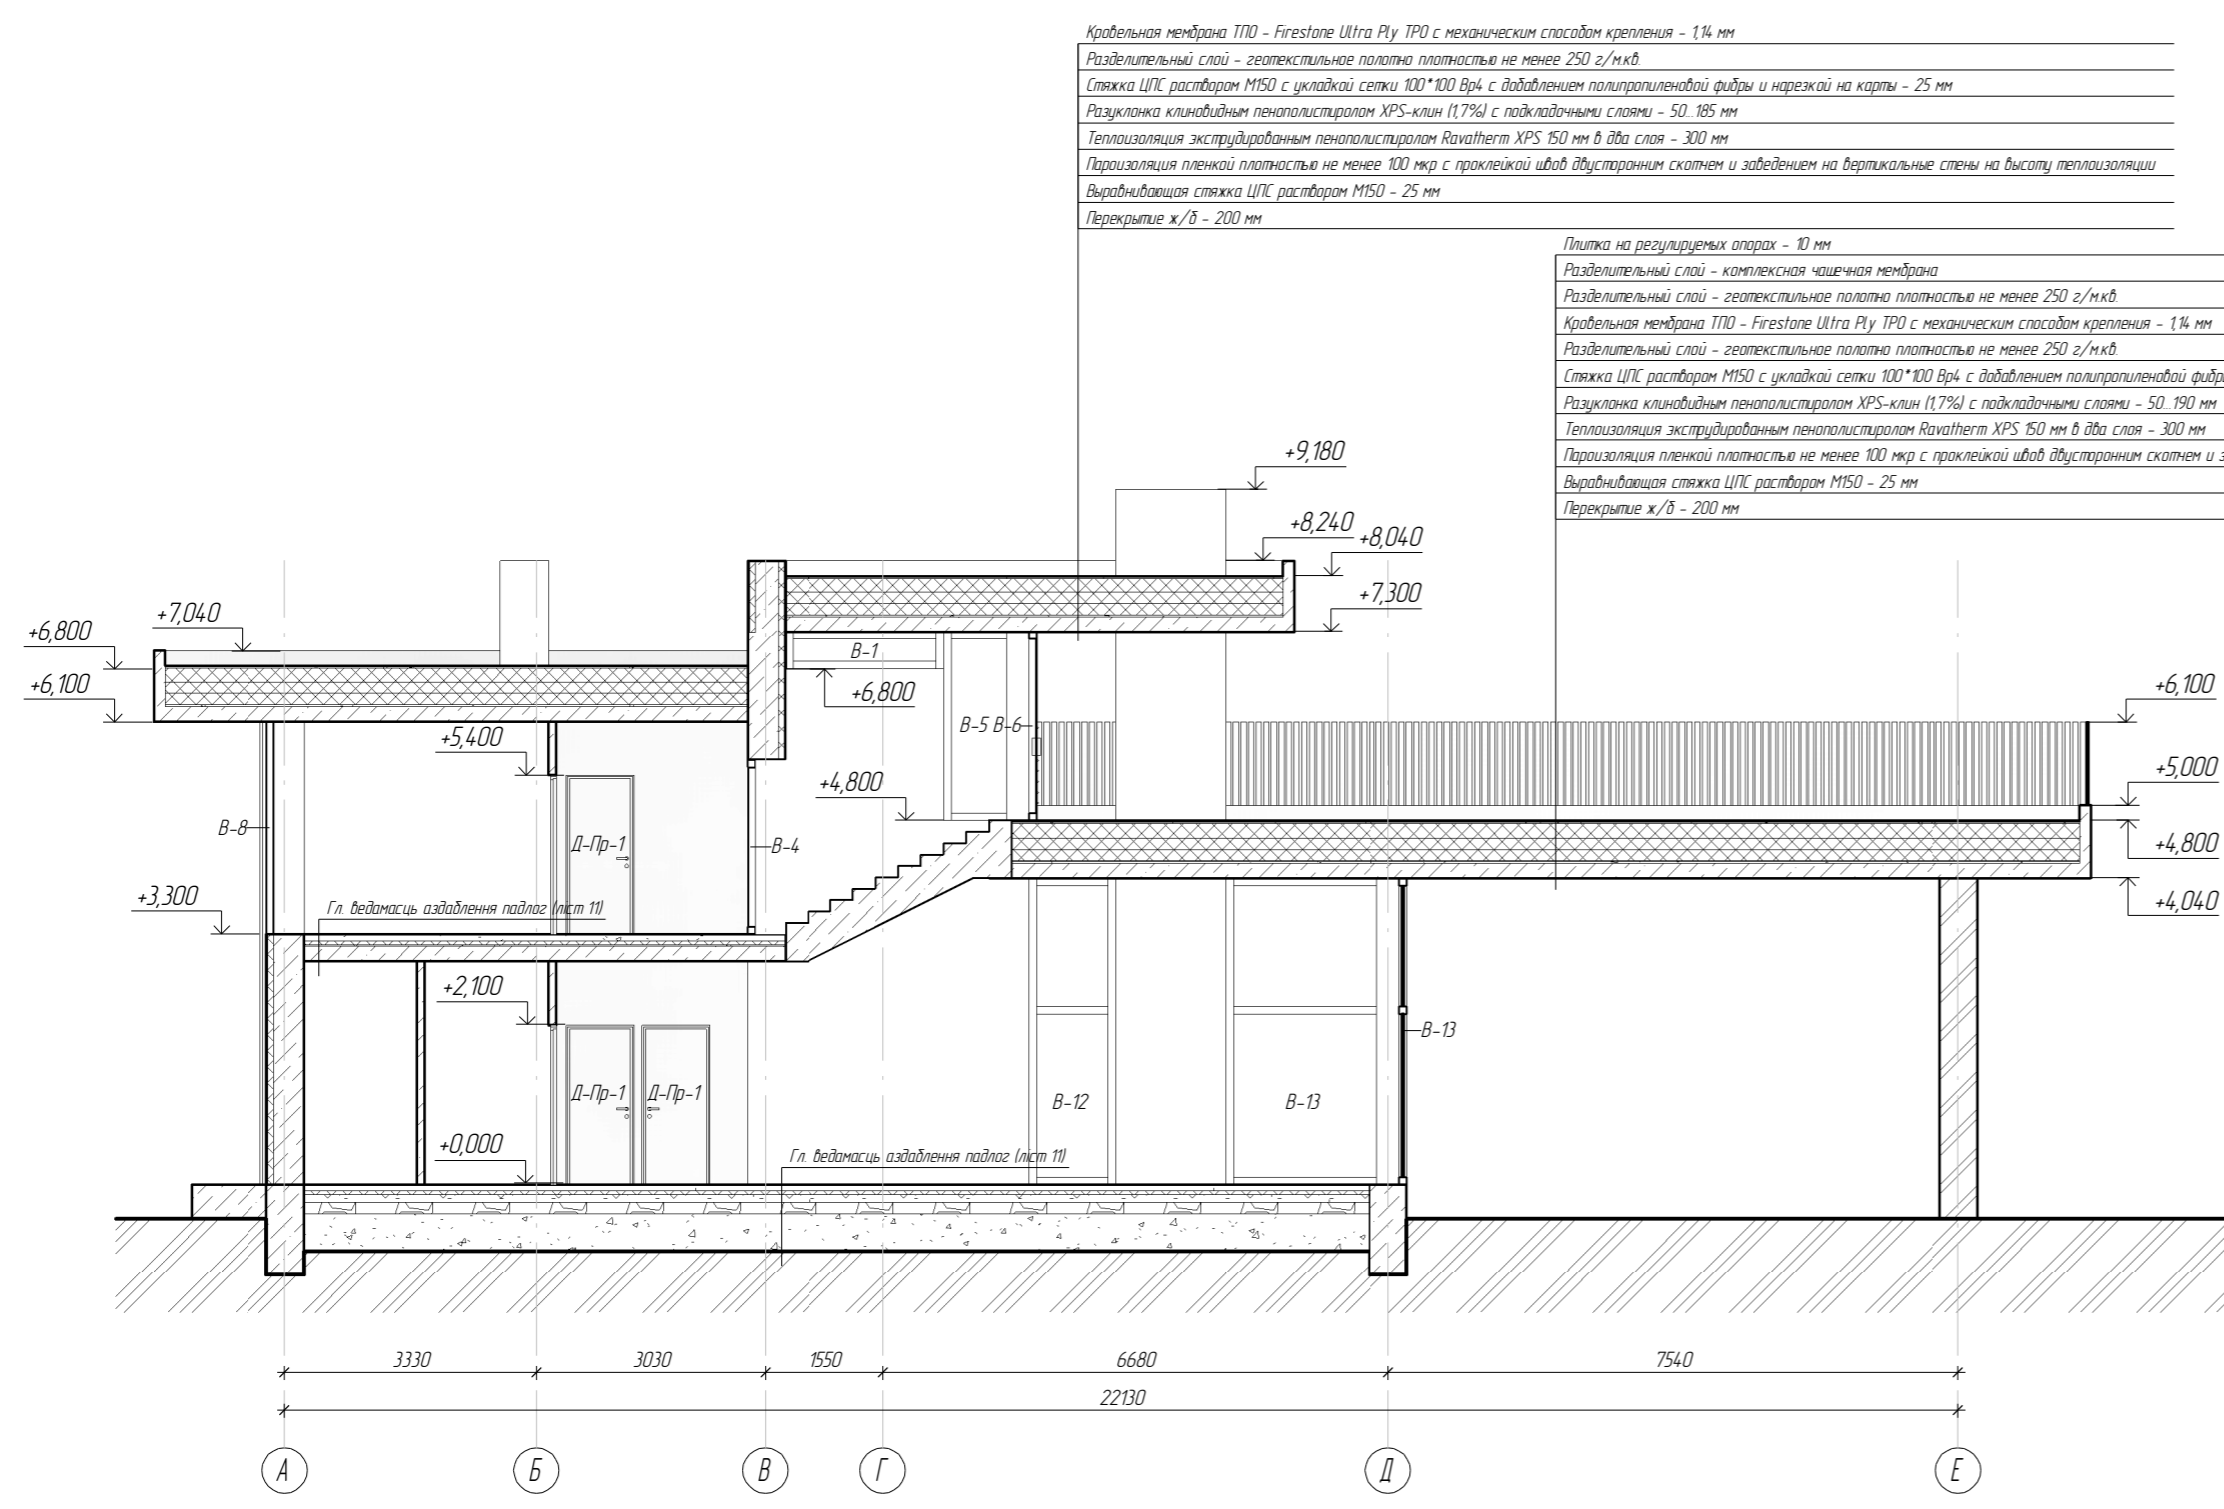 Кровельная мембрана ТПО - Firestone Ultra Ply TPO с механическим способом крепления - 1,14 мм
Разделительный слой - геотекстильное полотно плотностью не менее 250 г/м.кв.
Стяжка ЦПС раствором М150 с укладкой сетки 100*100 Вр4 с добавлением полипропиленовой фибры и нарезкой на карты - 25 мм
Разуклонка клиновидным пенополистиролом XPS-клин (1,7%) с подкладочными слоями - 50...185 мм
Теплоизоляция экструдированным пенополистиролом Ravatherm XPS 150 мм в два слоя - 300 мм
Пароизоляция пленкой плотностью не менее 100 мкр с проклейкой швов двусторонним скотчем и заведением на вертикальные стены на высоту теплоизоляции
Выравнивающая стяжка ЦПС раствором М150 - 25 мм
Перекрытие ж/б - 200 мм
Плитка на регулируемых опорах - 10 мм
Разделительный слой - комплексная чашечная мембрана
Разделительный слой - геотекстильное полотно плотностью не менее 250 г/м.кв.
Кровельная мембрана ТПО - Firestone Ultra Ply TPO с механическим способом крепления - 1,14 мм
Разделительный слой - геотекстильное полотно плотностью не менее 250 г/м.кв.
Стяжка ЦПС раствором М150 с укладкой сетки 100*100 Вр4 с добавлением полипропиленовой фибры
Разуклонка клиновидным пенополистиролом XPS-клин (1,7%) с подкладочными слоями - 50...190 мм
Теплоизоляция экструдированным пенополистиролом Ravatherm XPS 150 мм в два слоя - 300 мм
Пароизоляция пленкой плотностью не менее 100 мкр с проклейкой швов двусторонним скотчем и з
Выравнивающая стяжка ЦПС раствором М150 - 25 мм
Перекрытие ж/б - 200 мм
+9,180
+8,240
+8,040
+7,300
+7,040
+6,800
+6,100
В-1
+6,800
+6,100
+5,400
В-5 В-6
+5,000
+4,800
В-8
Д-Пр-1
В-4
+4,800
+3,300
+4,040
Гл. ведамасць аздаблення падлог (ліст 11)
+2,100
В-13
Д-Пр-1
Д-Пр-1
В-12
В-13
+0,000
Гл. ведамасць аздаблення падлог (ліст 11)
3330
3030
1550
6680
7540
22130
А
Б
В
Г
Д
Е